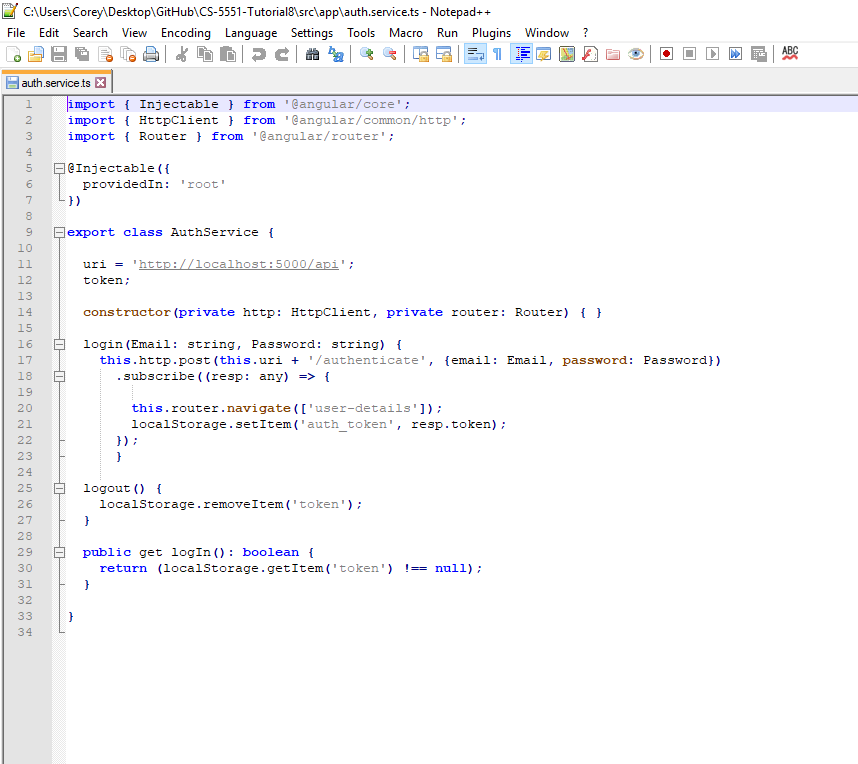 C:\Users\Corey\Desktop\GitHub\CS-5551-Tutorial8\src\app\auth.service.ts - Notepad++
File Edit Search View Encoding Language Settings Tools Macro Run Plugins Window ?
ABC
auth.service.ts
1 import { Injectable } from '@angular/core';
2 import { HttpClient } from '@angular/common/http';
3 import { Router } from '@angular/router';
4
5 @Injectable({
6   providedIn: 'root'
7 })
8
9 export class AuthService {
10
11   uri = 'http://localhost:5000/api';
12   token;
13
14   constructor(private http: HttpClient, private router: Router) { }
15
16   login(Email: string, Password: string) {
17     this.http.post(this.uri + '/authenticate', {email: Email, password: Password})
18       .subscribe((resp: any) => {
19
20         this.router.navigate(['user-details']);
21         localStorage.setItem('auth_token', resp.token);
22       });
23       }
24
25   logout() {
26     localStorage.removeItem('token');
27   }
28
29   public get logIn(): boolean {
30     return (localStorage.getItem('token') !== null);
31   }
32
33 }
34